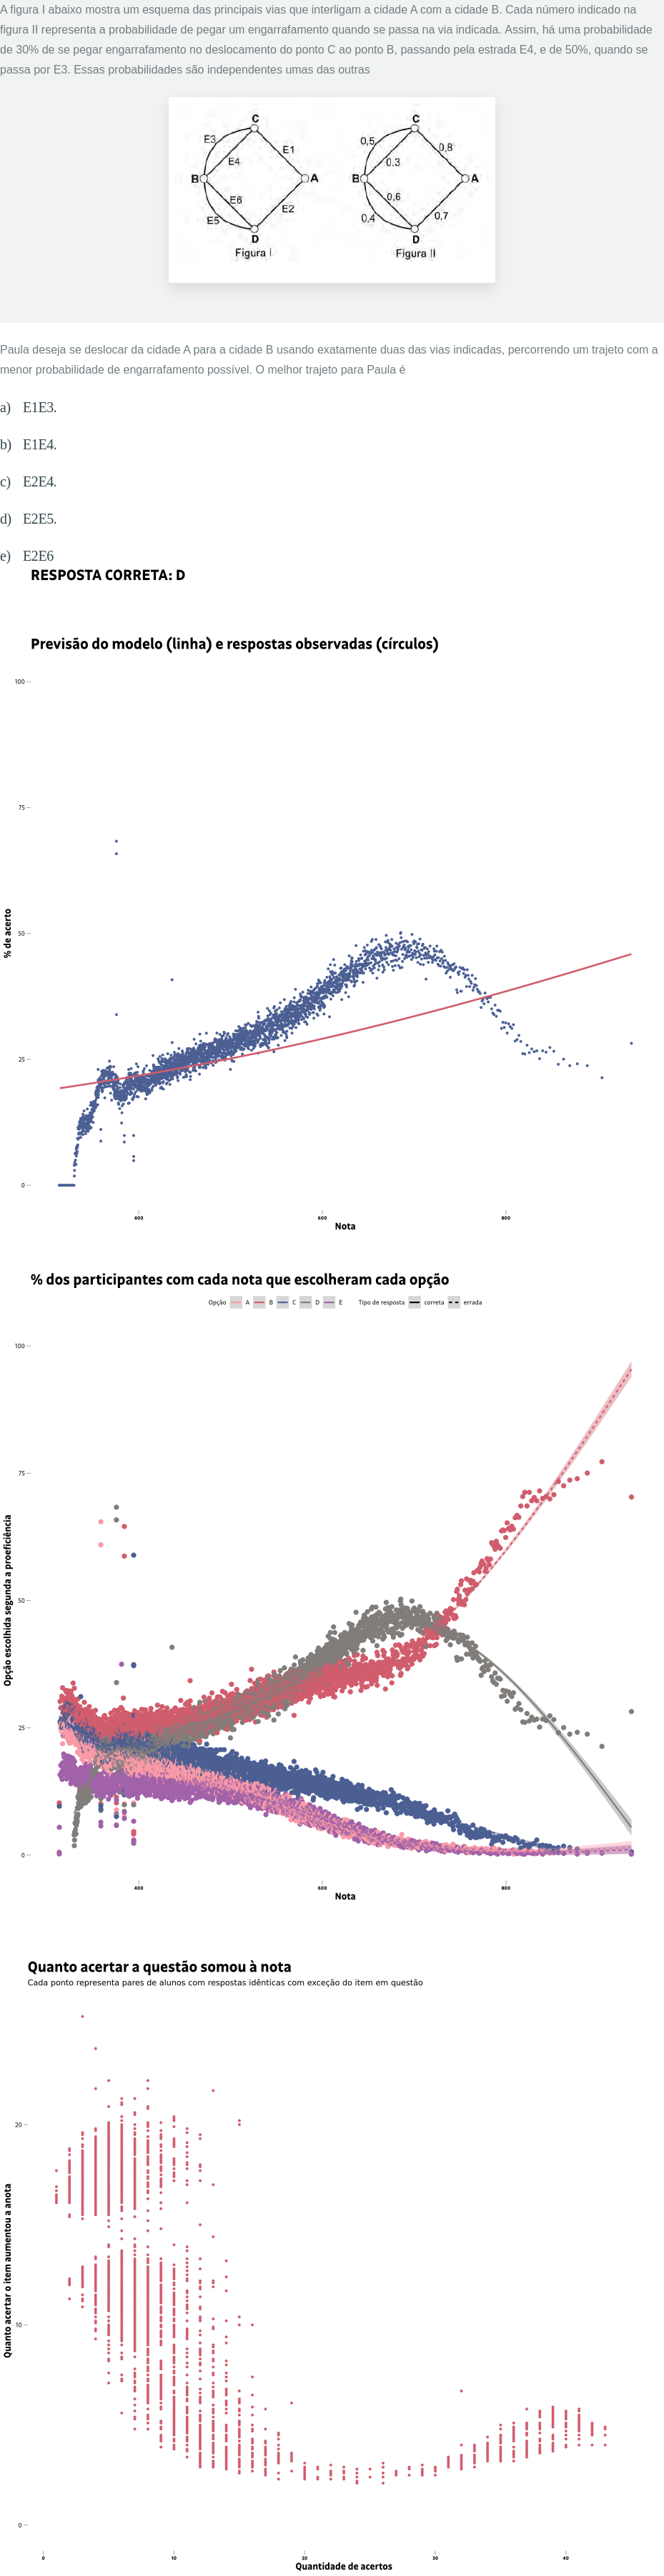 A figura I abaixo mostra um esquema das principais vias que interligam a cidade A com a cidade B. Cada número indicado na
figura II representa a probabilidade de pegar um engarrafamento quando se passa na via indicada. Assim, há uma probabilidade
de 30% de se pegar engarrafamento no deslocamento do ponto C ao ponto B, passando pela estrada E4, e de 50%, quando se
passa por E3. Essas probabilidades são independentes umas das outras
C
E3
E1
E4
B
A
E6
E2
E5
D
Figura I
C
0,5
0,8
0,3
B
A
0,6
0,7
0,4
D
Figura II
Paula deseja se deslocar da cidade A para a cidade B usando exatamente duas das vias indicadas, percorrendo um trajeto com a
menor probabilidade de engarrafamento possível. O melhor trajeto para Paula é
a) E1E3.
b) E1E4.
c) E2E4.
d) E2E5.
e) E2E6
RESPOSTA CORRETA: D
Previsão do modelo (linha) e respostas observadas (círculos)
% de acerto
100
75
50
25
0
400 600 800
Nota
% dos participantes com cada nota que escolheram cada opção
Opção A B C D E Tipo de resposta correta errada
Opção escolhida segunda a proeficiência
100
75
50
25
0
400 600 800
Nota
Quanto acertar a questão somou à nota
Cada ponto representa pares de alunos com respostas idênticas com exceção do item em questão
Quanto acertar o item aumentou a anota
20
10
0
0 10 20 30 40
Quantidade de acertos